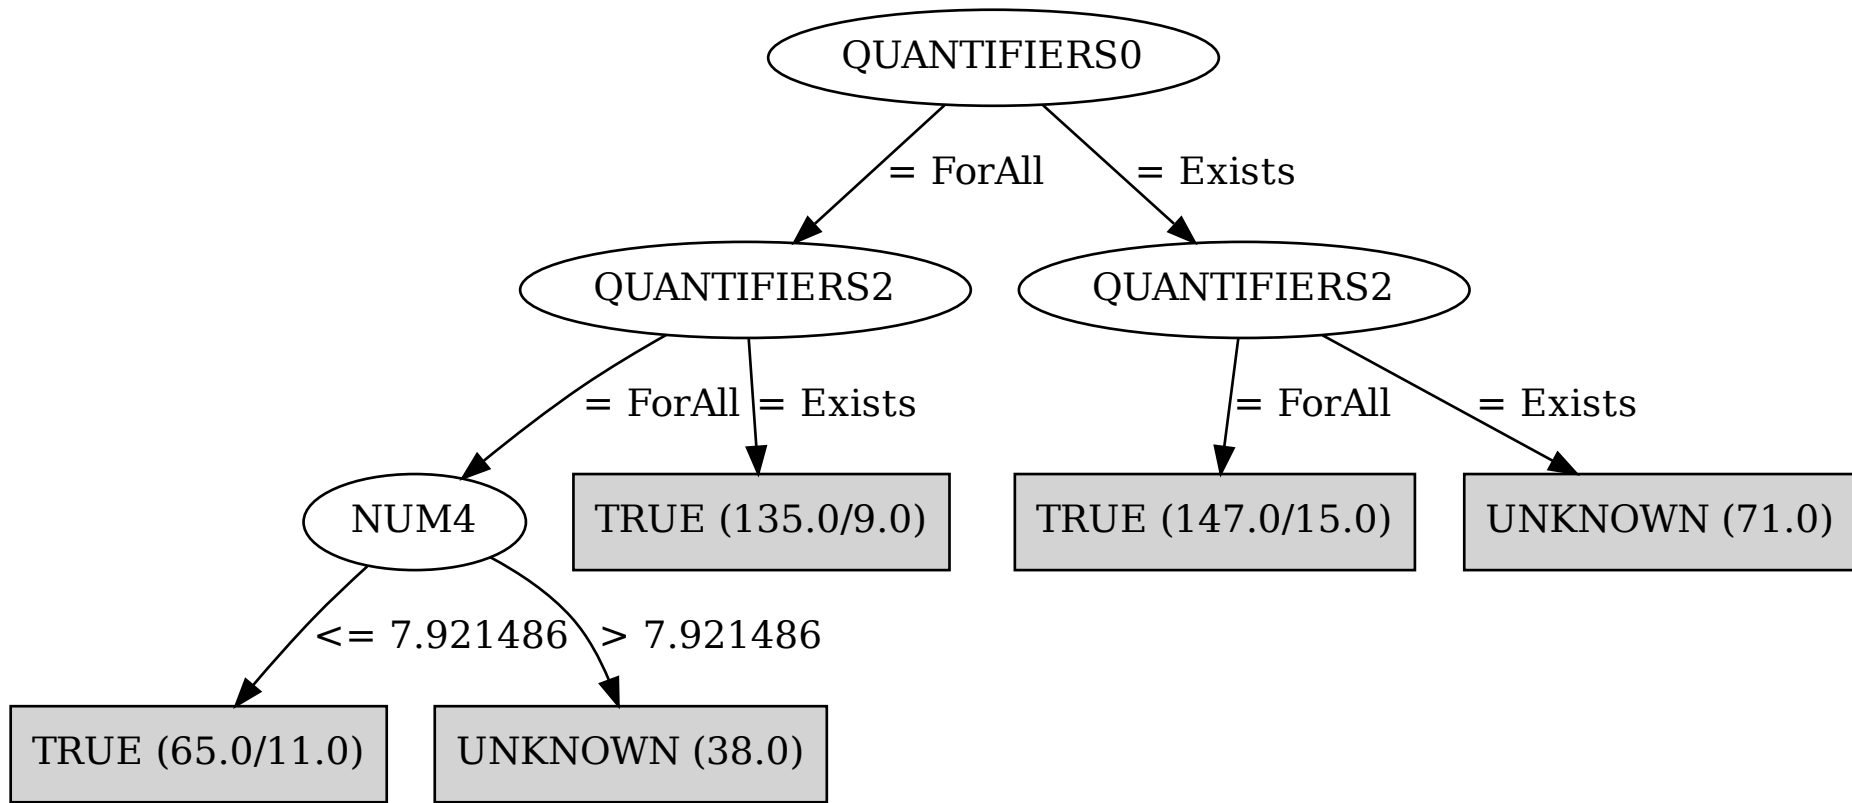 QUANTIFIERS0
= ForAll
= Exists
QUANTIFIERS2
QUANTIFIERS2
= ForAll
= Exists
= ForAll
= Exists
NUM4
TRUE (135.0/9.0)
TRUE (147.0/15.0)
UNKNOWN (71.0)
<= 7.921486
> 7.921486
TRUE (65.0/11.0)
UNKNOWN (38.0)